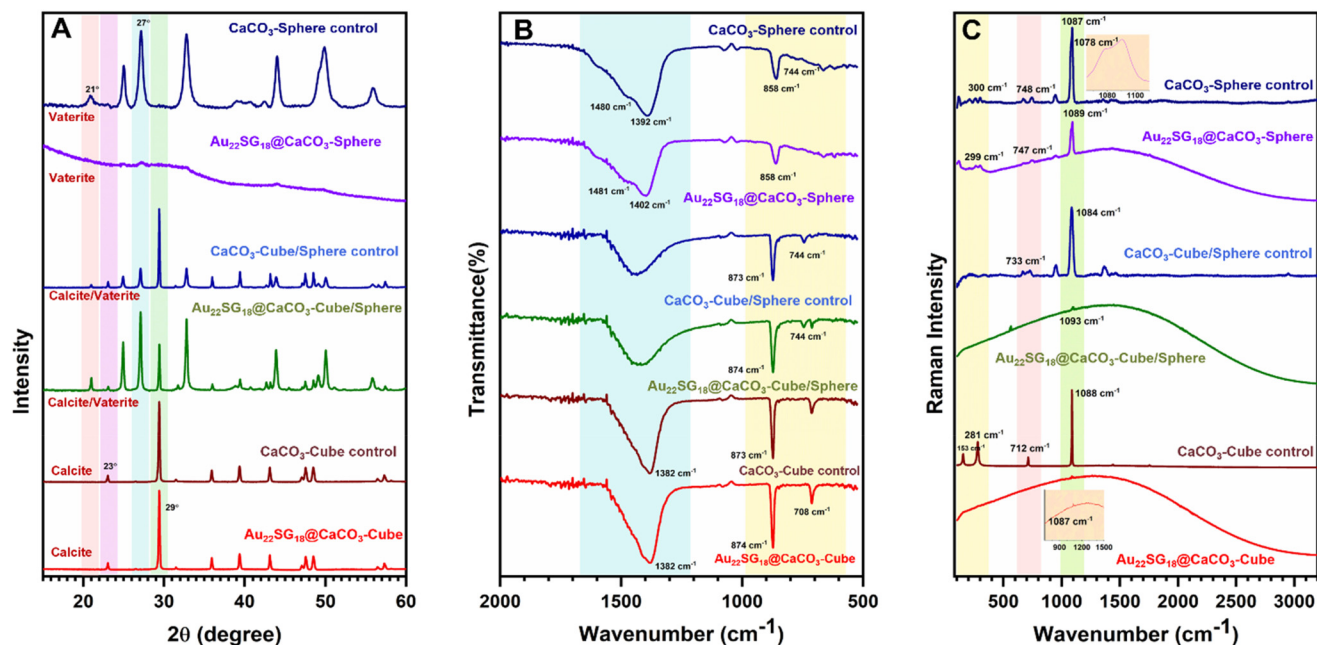 A
CaCO₃-Sphere control
27°
21°
Vaterite
Au₂₂SG₁₈@CaCO₃-Sphere
Vaterite
CaCO₃-Cube/Sphere control
Calcite/Vaterite
Au₂₂SG₁₈@CaCO₃-Cube/Sphere
Calcite/Vaterite
CaCO₃-Cube control
Calcite
23°
29°
Au₂₂SG₁₈@CaCO₃-Cube
Calcite
Intensity
20 30 40 50 60
2θ (degree)
B
CaCO₃-Sphere control
744 cm⁻¹
858 cm⁻¹
1480 cm⁻¹
1392 cm⁻¹
858 cm⁻¹
1481 cm⁻¹
1402 cm⁻¹
Au₂₂SG₁₈@CaCO₃-Sphere
744 cm⁻¹
873 cm⁻¹
CaCO₃-Cube/Sphere control
744 cm⁻¹
874 cm⁻¹
Au₂₂SG₁₈@CaCO₃-Cube/Sphere
873 cm⁻¹
1382 cm⁻¹
CaCO₃-Cube control
708 cm⁻¹
874 cm⁻¹
1382 cm⁻¹
Au₂₂SG₁₈@CaCO₃-Cube
Transmittance(%)
2000 1500 1000 500
Wavenumber (cm⁻¹)
C
1087 cm⁻¹
1078 cm⁻¹
1080 1100
300 cm⁻¹
748 cm⁻¹
CaCO₃-Sphere control
1089 cm⁻¹
Au₂₂SG₁₈@CaCO₃-Sphere
299 cm⁻¹
747 cm⁻¹
1084 cm⁻¹
CaCO₃-Cube/Sphere control
733 cm⁻¹
1093 cm⁻¹
Au₂₂SG₁₈@CaCO₃-Cube/Sphere
1088 cm⁻¹
281 cm⁻¹
153 cm⁻¹
712 cm⁻¹
CaCO₃-Cube control
1087 cm⁻¹
900 1200 1500
Au₂₂SG₁₈@CaCO₃-Cube
Raman Intensity
500 1000 1500 2000 2500 3000
Wavenumber (cm⁻¹)